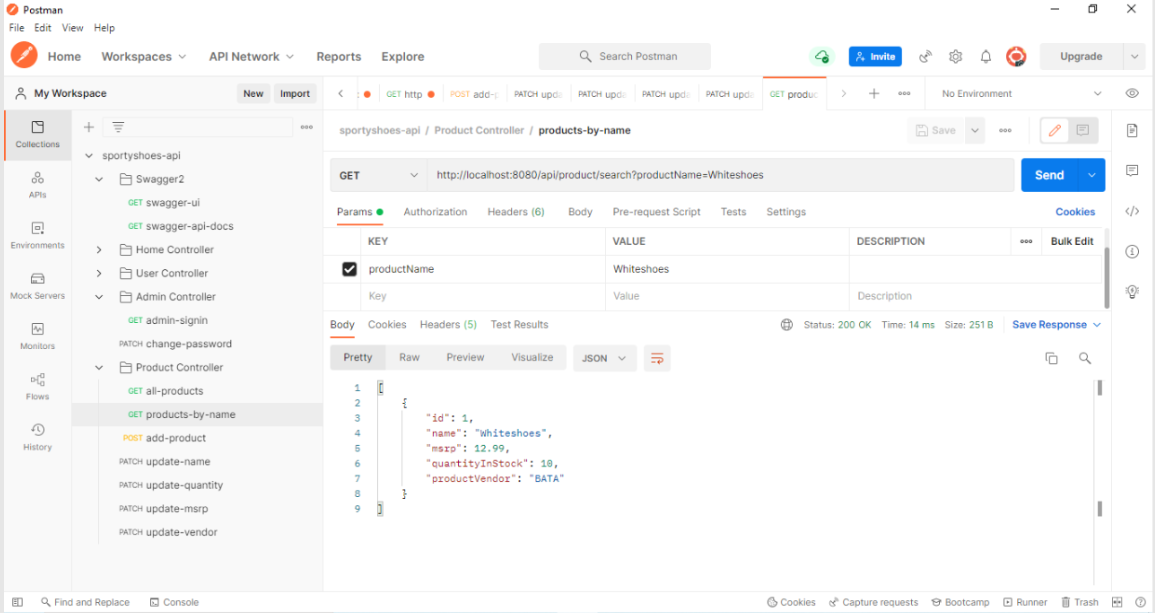 Postman
File Edit View Help
Home Workspaces API Network Reports Explore Search Postman Invite Upgrade
My Workspace New Import GET http POST add-p PATCH upda PATCH upda PATCH upda PATCH upda GET produc No Environment
Collections
APIs
Environments
Mock Servers
Monitors
Flows
History
sportyshoes-api
Swagger2
GET swagger-ui
GET swagger-api-docs
Home Controller
User Controller
Admin Controller
GET admin-signin
PATCH change-password
Product Controller
GET all-products
GET products-by-name
POST add-product
PATCH update-name
PATCH update-quantity
PATCH update-msrp
PATCH update-vendor
sportyshoes-api / Product Controller / products-by-name Save
GET http://localhost:8080/api/product/search?productName=Whiteshoes Send
Params Authorization Headers (6) Body Pre-request Script Tests Settings Cookies
KEY VALUE DESCRIPTION Bulk Edit
productName Whiteshoes
Key Value Description
Body Cookies Headers (5) Test Results Status: 200 OK Time: 14 ms Size: 251 B Save Response
Pretty Raw Preview Visualize JSON
1 [
2 {
3 "id": 1,
4 "name": "Whiteshoes",
5 "msrp": 12.99,
6 "quantityInStock": 10,
7 "productVendor": "BATA"
8 }
9 ]
Find and Replace Console Cookies Capture requests Bootcamp Runner Trash